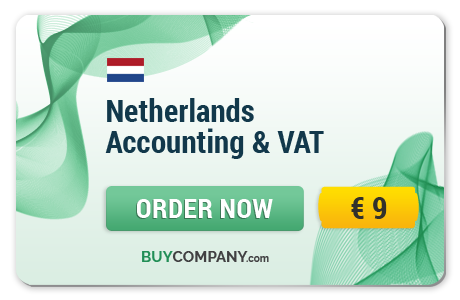 Netherlands
Accounting & VAT
ORDER NOW
€ 9
BUYCOMPANY.com